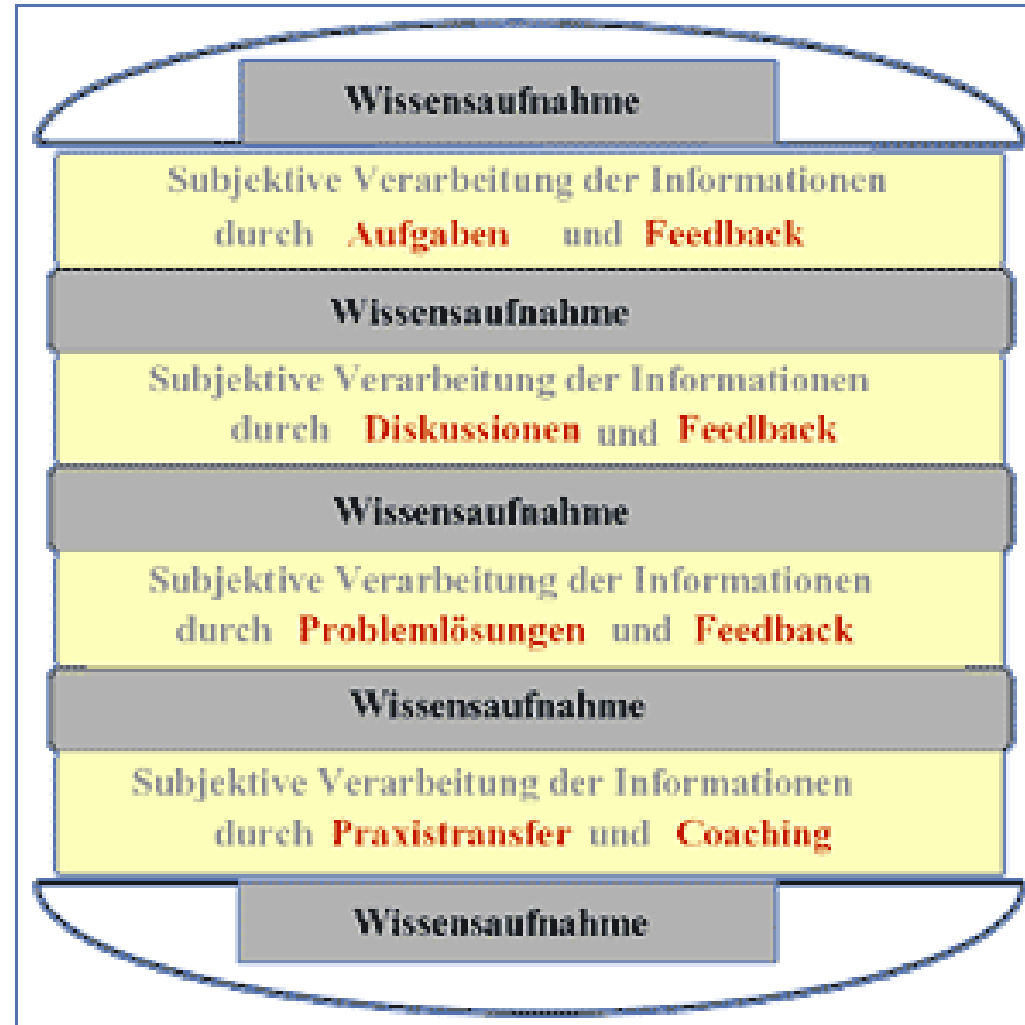 Wissensaufnahme
Subjektive Verarbeitung der Informationen
durch Aufgaben und Feedback
Wissensaufnahme
Subjektive Verarbeitung der Informationen
durch Diskussionen und Feedback
Wissensaufnahme
Subjektive Verarbeitung der Informationen
durch Problemlösungen und Feedback
Wissensaufnahme
Subjektive Verarbeitung der Informationen
durch Praxistransfer und Coaching
Wissensaufnahme